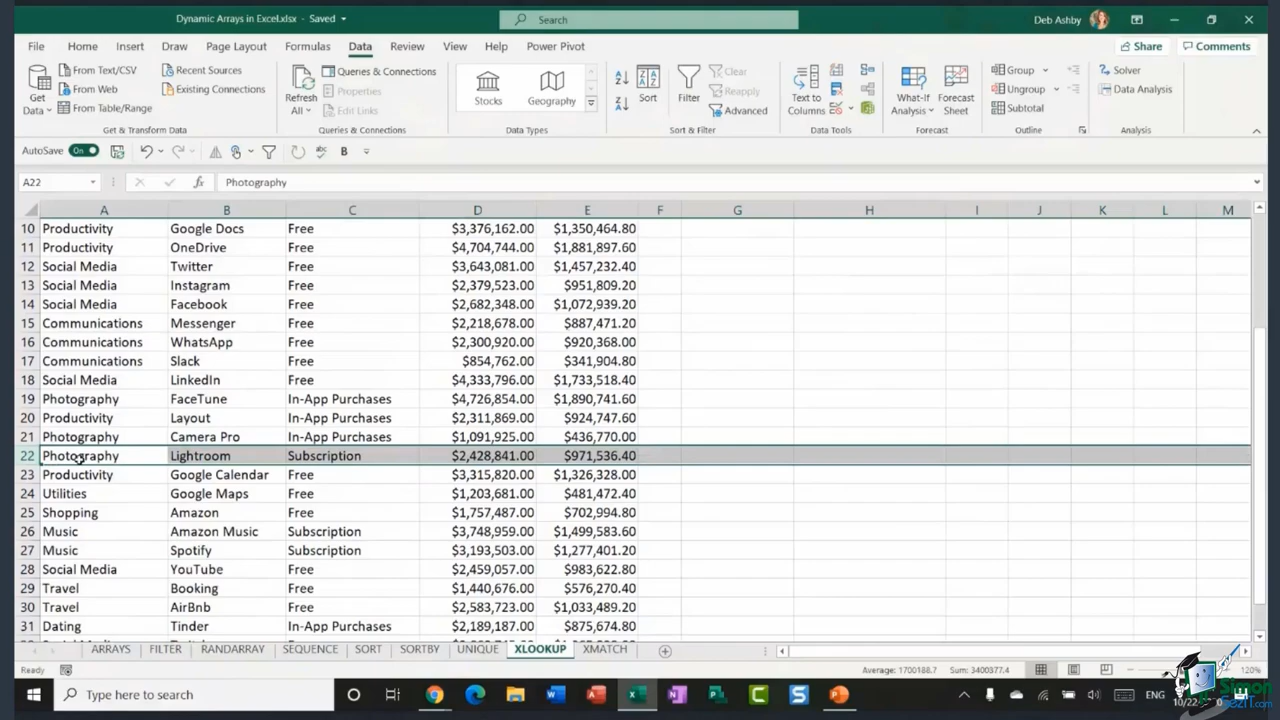 Dynamic Arrays in Excel.xlsx - Saved
Search
Deb Ashby
File Home Insert Draw Page Layout Formulas Data Review View Help Power Pivot
Share Comments
From Text/CSV Recent Sources Queries & Connections Clear Group Solver
From Web Existing Connections Properties Reapply Ungroup Data Analysis
From Table/Range Edit Links Advanced Subtotal
Get Data Refresh All Stocks Geography Sort Filter Text to Columns What-If Analysis Forecast Sheet
Get & Transform Data Queries & Connections Data Types Sort & Filter Data Tools Forecast Outline Analysis
AutoSave On abc B
A22 fx Photography
A B C D E F G H I J K L M
10 Productivity Google Docs Free $3,376,162.00 $1,350,464.80
11 Productivity OneDrive Free $4,704,744.00 $1,881,897.60
12 Social Media Twitter Free $3,643,081.00 $1,457,232.40
13 Social Media Instagram Free $2,379,523.00 $951,809.20
14 Social Media Facebook Free $2,682,348.00 $1,072,939.20
15 Communications Messenger Free $2,218,678.00 $887,471.20
16 Communications WhatsApp Free $2,300,920.00 $920,368.00
17 Communications Slack Free $854,762.00 $341,904.80
18 Social Media LinkedIn Free $4,333,796.00 $1,733,518.40
19 Photography FaceTune In-App Purchases $4,726,854.00 $1,890,741.60
20 Productivity Layout In-App Purchases $2,311,869.00 $924,747.60
21 Photography Camera Pro In-App Purchases $1,091,925.00 $436,770.00
22 Photography Lightroom Subscription $2,428,841.00 $971,536.40
23 Productivity Google Calendar Free $3,315,820.00 $1,326,328.00
24 Utilities Google Maps Free $1,203,681.00 $481,472.40
25 Shopping Amazon Free $1,757,487.00 $702,994.80
26 Music Amazon Music Subscription $3,748,959.00 $1,499,583.60
27 Music Spotify Subscription $3,193,503.00 $1,277,401.20
28 Social Media YouTube Free $2,459,057.00 $983,622.80
29 Travel Booking Free $1,440,676.00 $576,270.40
30 Travel AirBnb Free $2,583,723.00 $1,033,489.20
31 Dating Tinder In-App Purchases $2,189,187.00 $875,674.80
ARRAYS FILTER RANDARRAY SEQUENCE SORT SORTBY UNIQUE XLOOKUP XMATCH
Ready Average: 1700188.7 Sum: 3400377.4 120%
Type here to search ENG
10/22
Simon
Sez IT.com